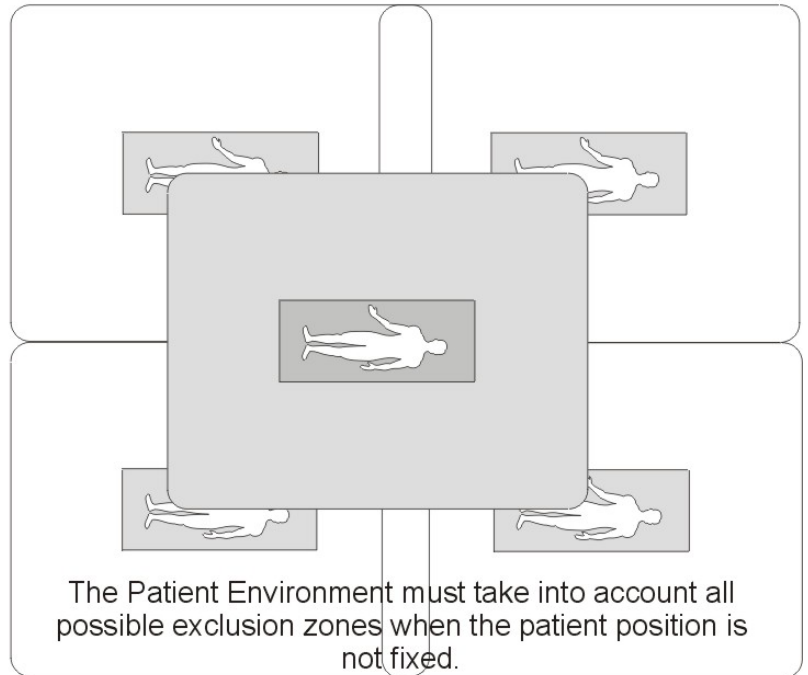 The Patient Environment must take into account all
possible exclusion zones when the patient position is
not fixed.